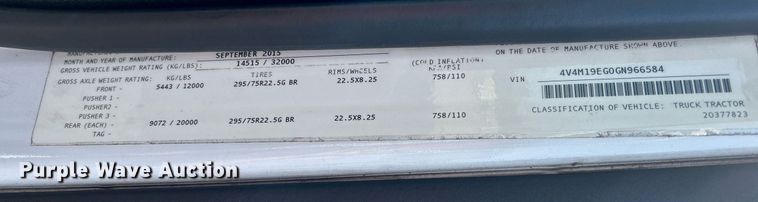 MANUFACTURER
MONTH AND YEAR OF MANUFACTURE: SEPTEMBER 2015
GROSS VEHICLE WEIGHT RATING (KG/LBS): 14515 / 32000
ON THE DATE OF MANUFACTURE SHOWN ABOVE.
GROSS AXLE WEIGHT RATING: KG/LBS TIRES RIMS/WHEELS (COLD INFLATION) KPA/PSI
FRONT - 5443 / 12000 295/75R22.5G BR 22.5X8.25 758/110
VIN 4V4M19EG0GN966584
PUSHER 1 -
PUSHER2 -
PUSHER 3 -
CLASSIFICATION OF VEHICLE: TRUCK TRACTOR
REAR (EACH) - 9072 / 20000 295/75R22.5G BR 22.5X8.25 758/110
20377823
TAG -
Purple Wave Auction